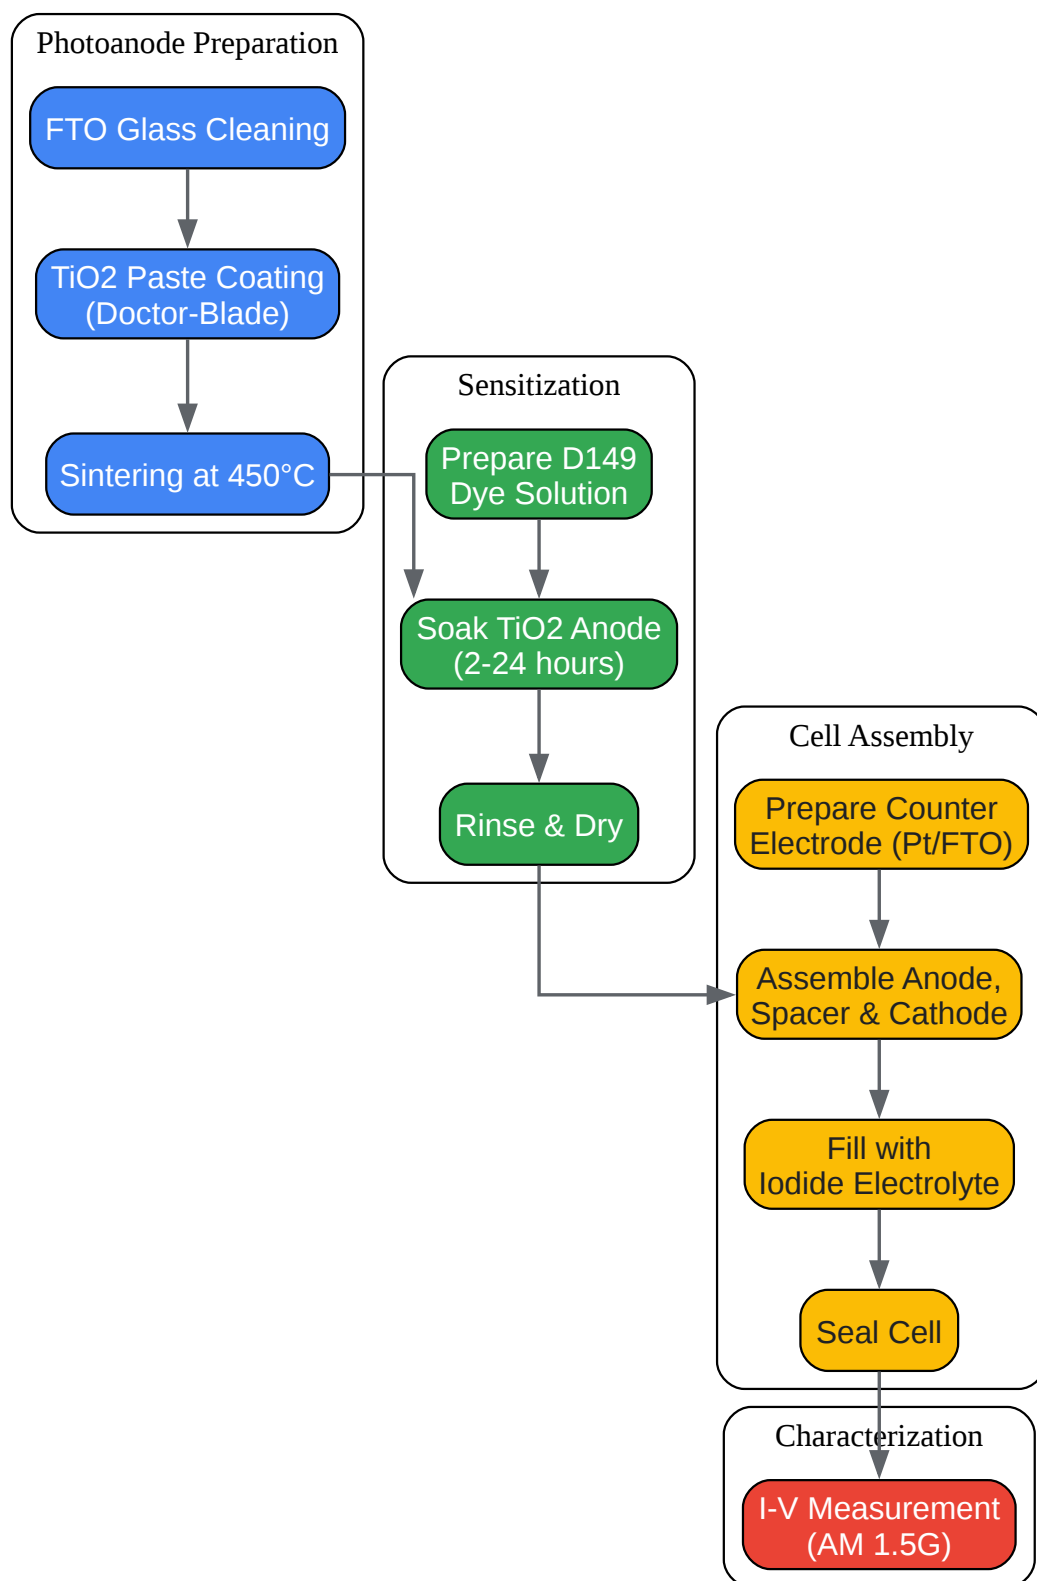 Photoanode Preparation
FTO Glass Cleaning
TiO2 Paste Coating
(Doctor-Blade)
Sintering at 450°C
Sensitization
Prepare D149
Dye Solution
Soak TiO2 Anode
(2-24 hours)
Rinse & Dry
Cell Assembly
Prepare Counter
Electrode (Pt/FTO)
Assemble Anode,
Spacer & Cathode
Fill with
Iodide Electrolyte
Seal Cell
Characterization
I-V Measurement
(AM 1.5G)